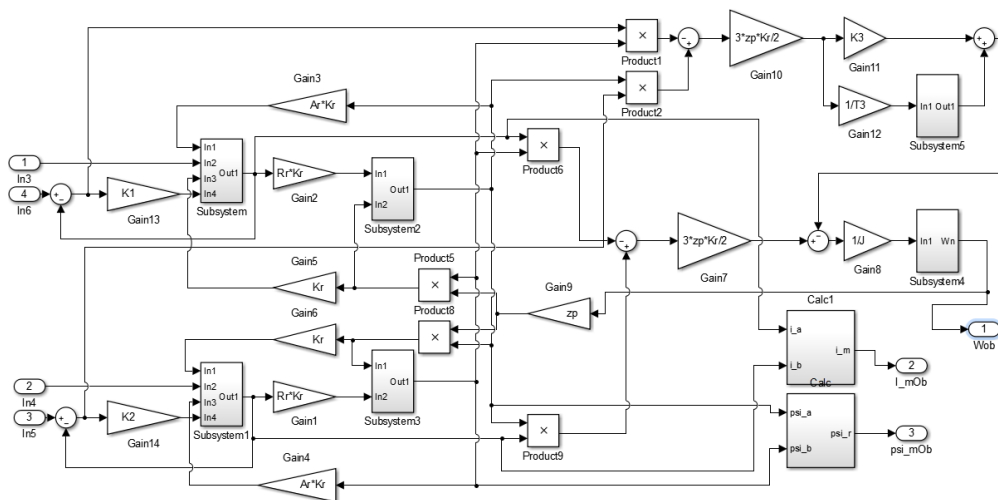 Product1
3*zp*Kr/2
Gain10
K3
Gain11
Gain3
Ar*Kr
Product2
1/T3
Gain12
In1 Out1
Subsystem5
Product6
1
In3
4
In6
K1
Gain13
In1
In2
In3
In4
Out1
Subsystem
Rr*Kr
Gain2
In1
In2
Out1
Subsystem2
3*zp*Kr/2
Gain7
1/J
Gain8
In1 Wn
Subsystem4
Gain5
Kr
Product5
Product8
Gain9
zp
Gain6
Kr
Calc1
i_a
i_b
i_m
Calc
1
Wob
2
I_mOb
2
In4
3
In5
K2
Gain14
In1
In2
In3
In4
Out1
Subsystem1
Rr*Kr
Gain1
In1
In2
Out1
Subsystem3
Product9
psi_a
psi_b
psi_r
3
psi_mOb
Gain4
Ar*Kr